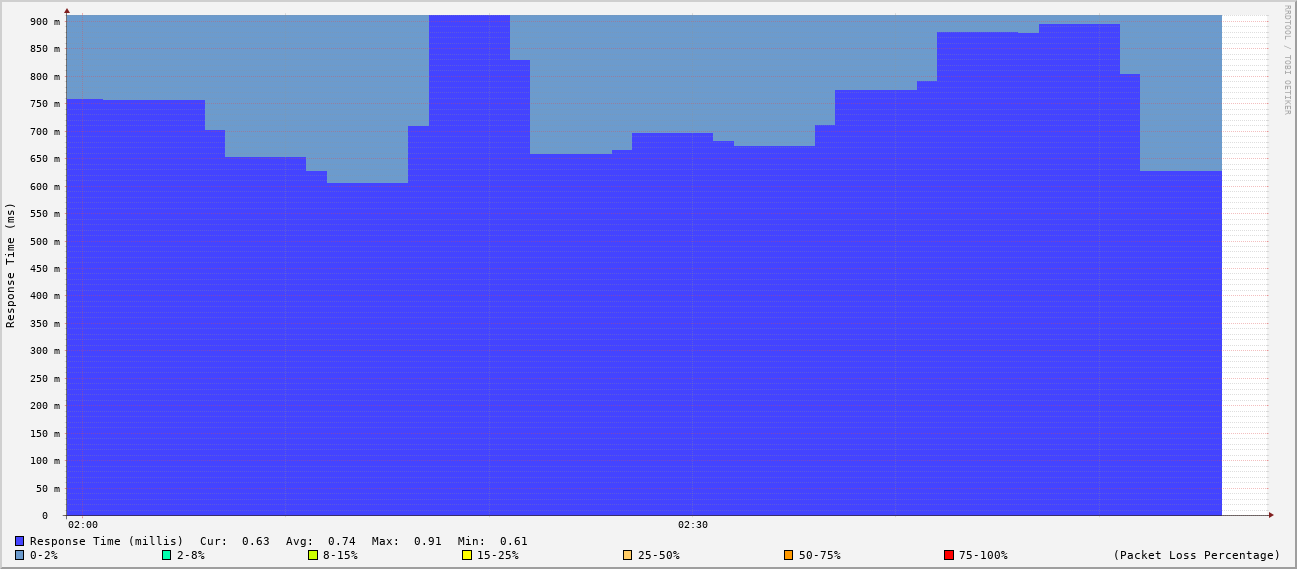 RRDTOOL / TOBI OETIKER
Response Time (ms)
900 m
850 m
800 m
750 m
700 m
650 m
600 m
550 m
500 m
450 m
400 m
350 m
300 m
250 m
200 m
150 m
100 m
50 m
0
02:00 02:30
Response Time (millis) Cur: 0.63 Avg: 0.74 Max: 0.91 Min: 0.61
0-2% 2-8% 8-15% 15-25% 25-50% 50-75% 75-100% (Packet Loss Percentage)